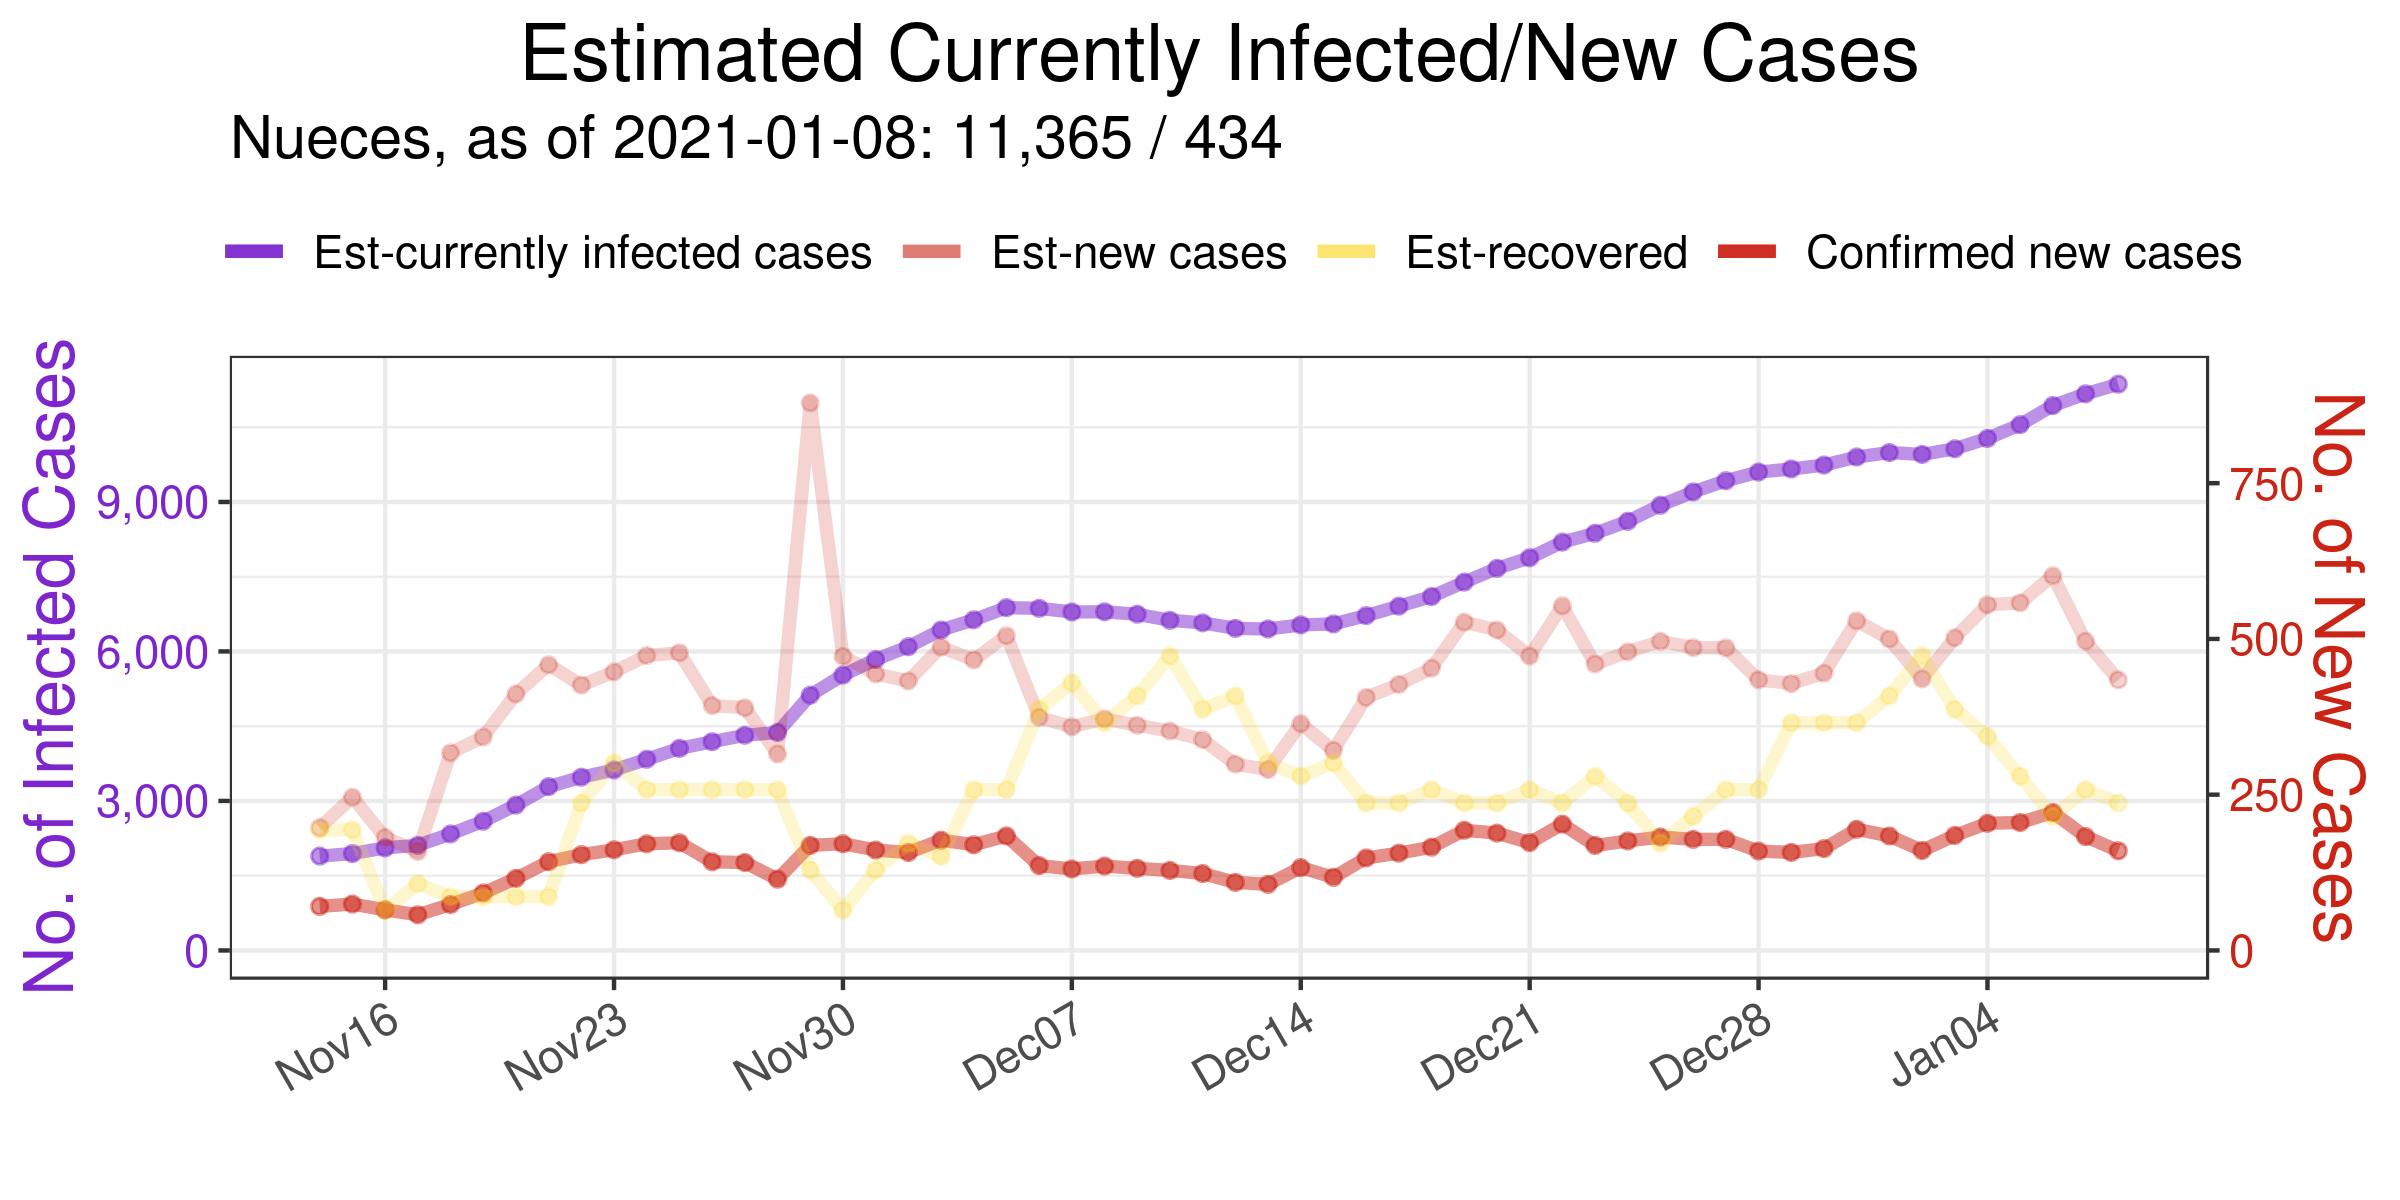 Estimated Currently Infected/New Cases
Nueces, as of 2021-01-08: 11,365 / 434
Est-currently infected cases Est-new cases Est-recovered Confirmed new cases
No. of Infected Cases
9,000
6,000
3,000
0
No. of New Cases
750
500
250
0
Nov16 Nov23 Nov30 Dec07 Dec14 Dec21 Dec28 Jan04